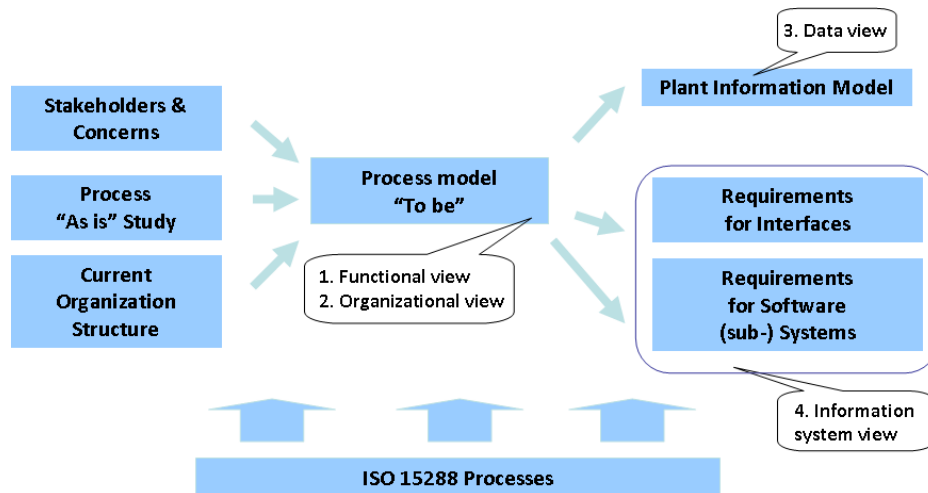 3. Data view
Plant Information Model
Stakeholders &
Concerns
Process
“As is” Study
Current
Organization
Structure
Process model
“To be”
1. Functional view
2. Organizational view
Requirements
for Interfaces
Requirements
for Software
(sub-) Systems
4. Information
system view
ISO 15288 Processes